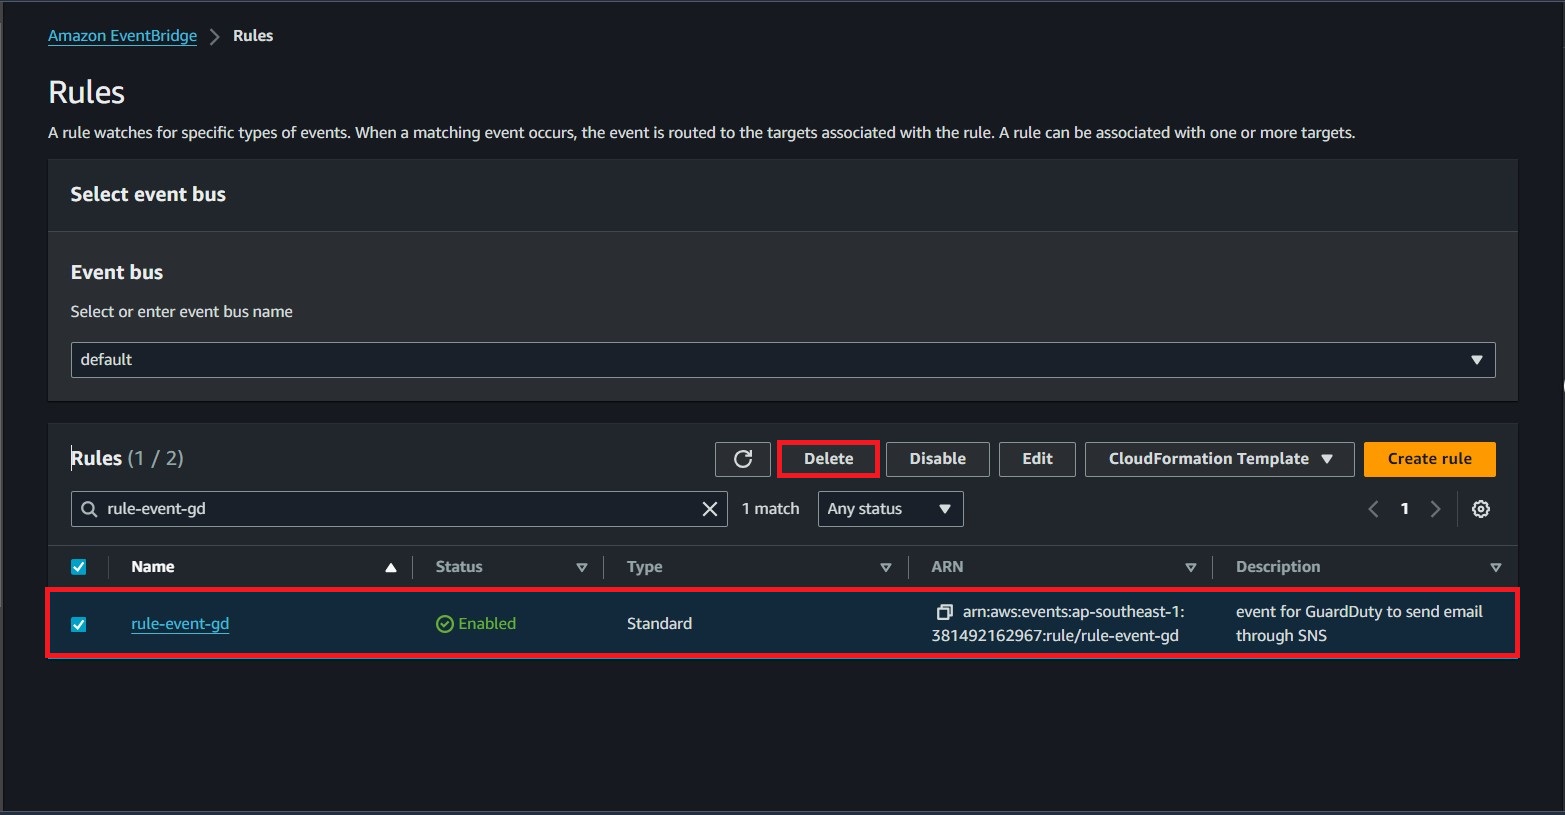 Amazon EventBridge > Rules
Rules
A rule watches for specific types of events. When a matching event occurs, the event is routed to the targets associated with the rule. A rule can be associated with one or more targets.
Select event bus
Event bus
Select or enter event bus name
default
Rules (1 / 2)
Delete
Disable
Edit
CloudFormation Template
Create rule
rule-event-gd
1 match
Any status
1
Name
Status
Type
ARN
Description
rule-event-gd
Enabled
Standard
arn:aws:events:ap-southeast-1:
381492162967:rule/rule-event-gd
event for GuardDuty to send email
through SNS